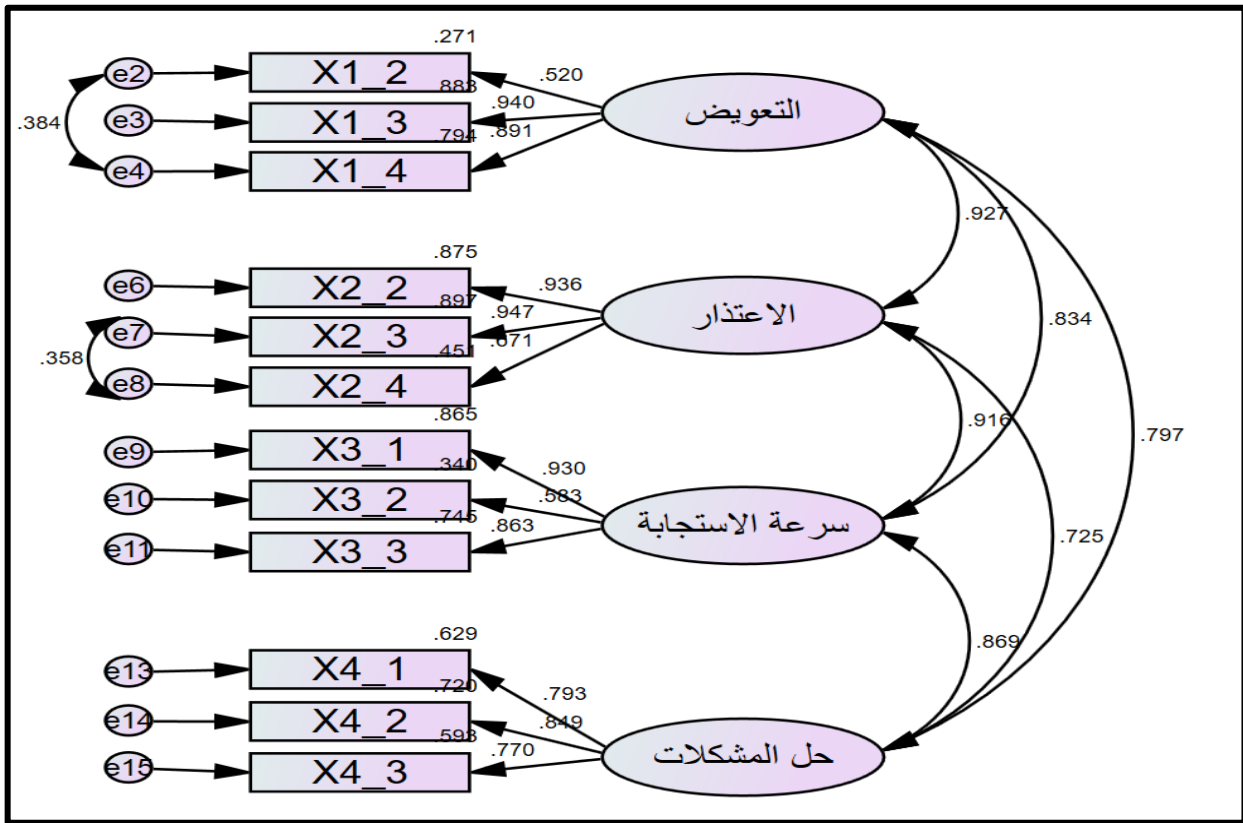 .271
e2 X1_2 .520
.883
e3 X1_3 .940 التعويض
.384
.794 .891
e4 X1_4
.927
.875
e6 X2_2 .936
.897
e7 X2_3 .947 الاعتذار
.834
.358
.451 .671
e8 X2_4
.865
e9 X3_1 .930
.916 .797
.340
e10 X3_2 .583
.745 سرعة الاستجابة
e11 X3_3 .863
.725
.629
e13 X4_1 .793
.869
.720
e14 X4_2 .849
.593
e15 X4_3 .770 حل المشكلات